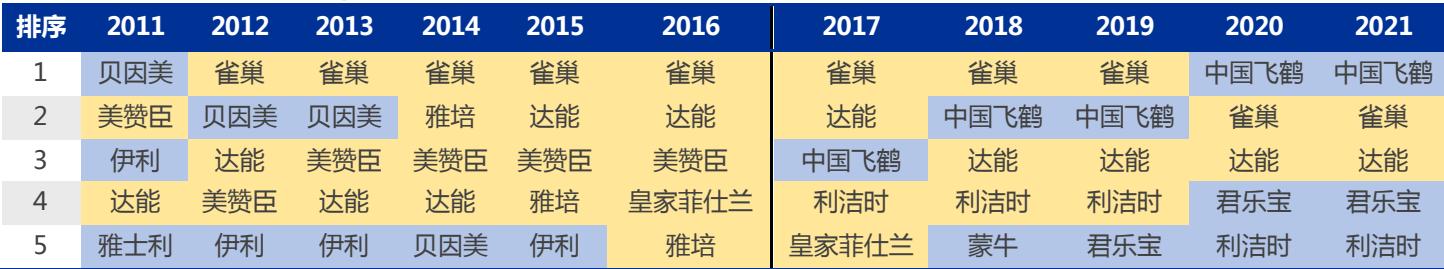 排序 2011 2012 2013 2014 2015 2016 2017 2018 2019 2020 2021
1 贝因美 雀巢 雀巢 雀巢 雀巢 雀巢 雀巢 雀巢 雀巢 中国飞鹤 中国飞鹤
2 美赞臣 贝因美 贝因美 雅培 达能 达能 达能 中国飞鹤 中国飞鹤 雀巢 雀巢
3 伊利 达能 美赞臣 美赞臣 美赞臣 美赞臣 中国飞鹤 达能 达能 达能 达能
4 达能 美赞臣 达能 达能 雅培 皇家菲仕兰 利洁时 利洁时 利洁时 君乐宝 君乐宝
5 雅士利 伊利 伊利 贝因美 伊利 雅培 皇家菲仕兰 蒙牛 君乐宝 利洁时 利洁时